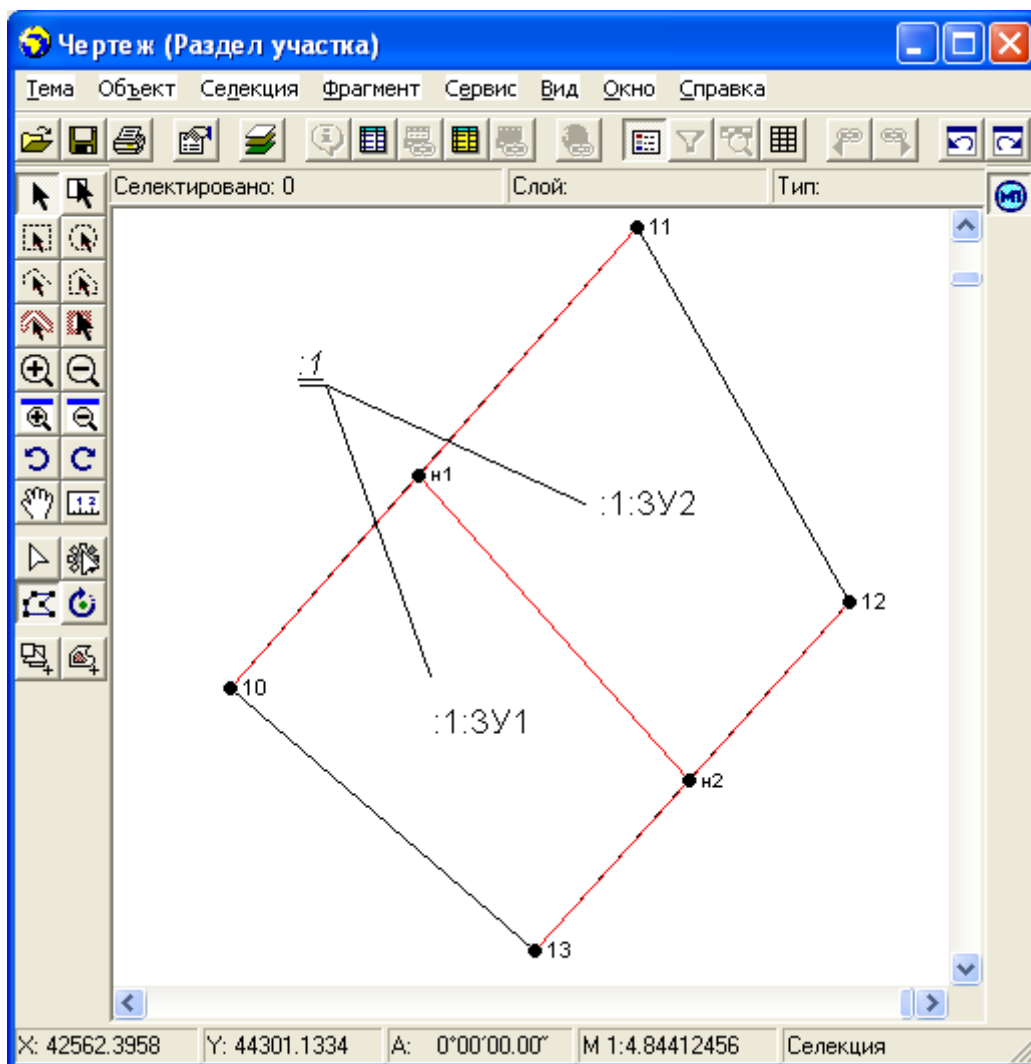 Чертеж (Раздел участка)
Тема Объект Селекция Фрагмент Сервис Вид Окно Справка
Селектировано: 0 Слой: Тип:
МП
11
:1
н1
:1:ЗУ2
12
10
:1:ЗУ1
н2
13
X: 42562.3958 Y: 44301.1334 A: 0°00'00.00" M 1:4.84412456 Селекция